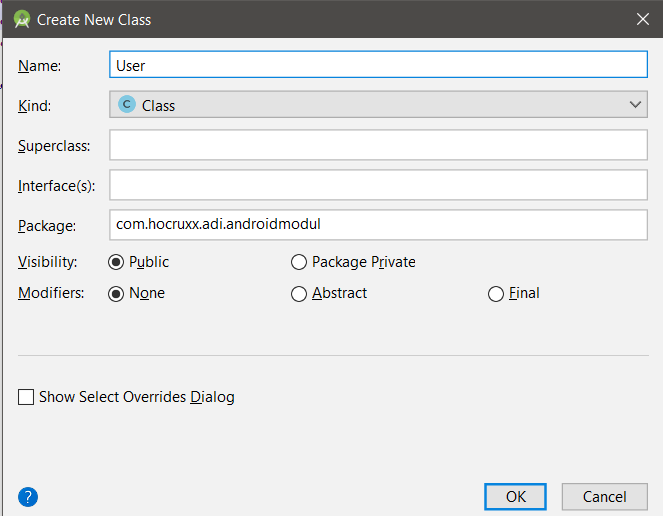 Create New Class
Name: User
Kind: C Class
Superclass:
Interface(s):
Package: com.hocruxx.adi.androidmodul
Visibility: Public Package Private
Modifiers: None Abstract Final
Show Select Overrides Dialog
? OK Cancel